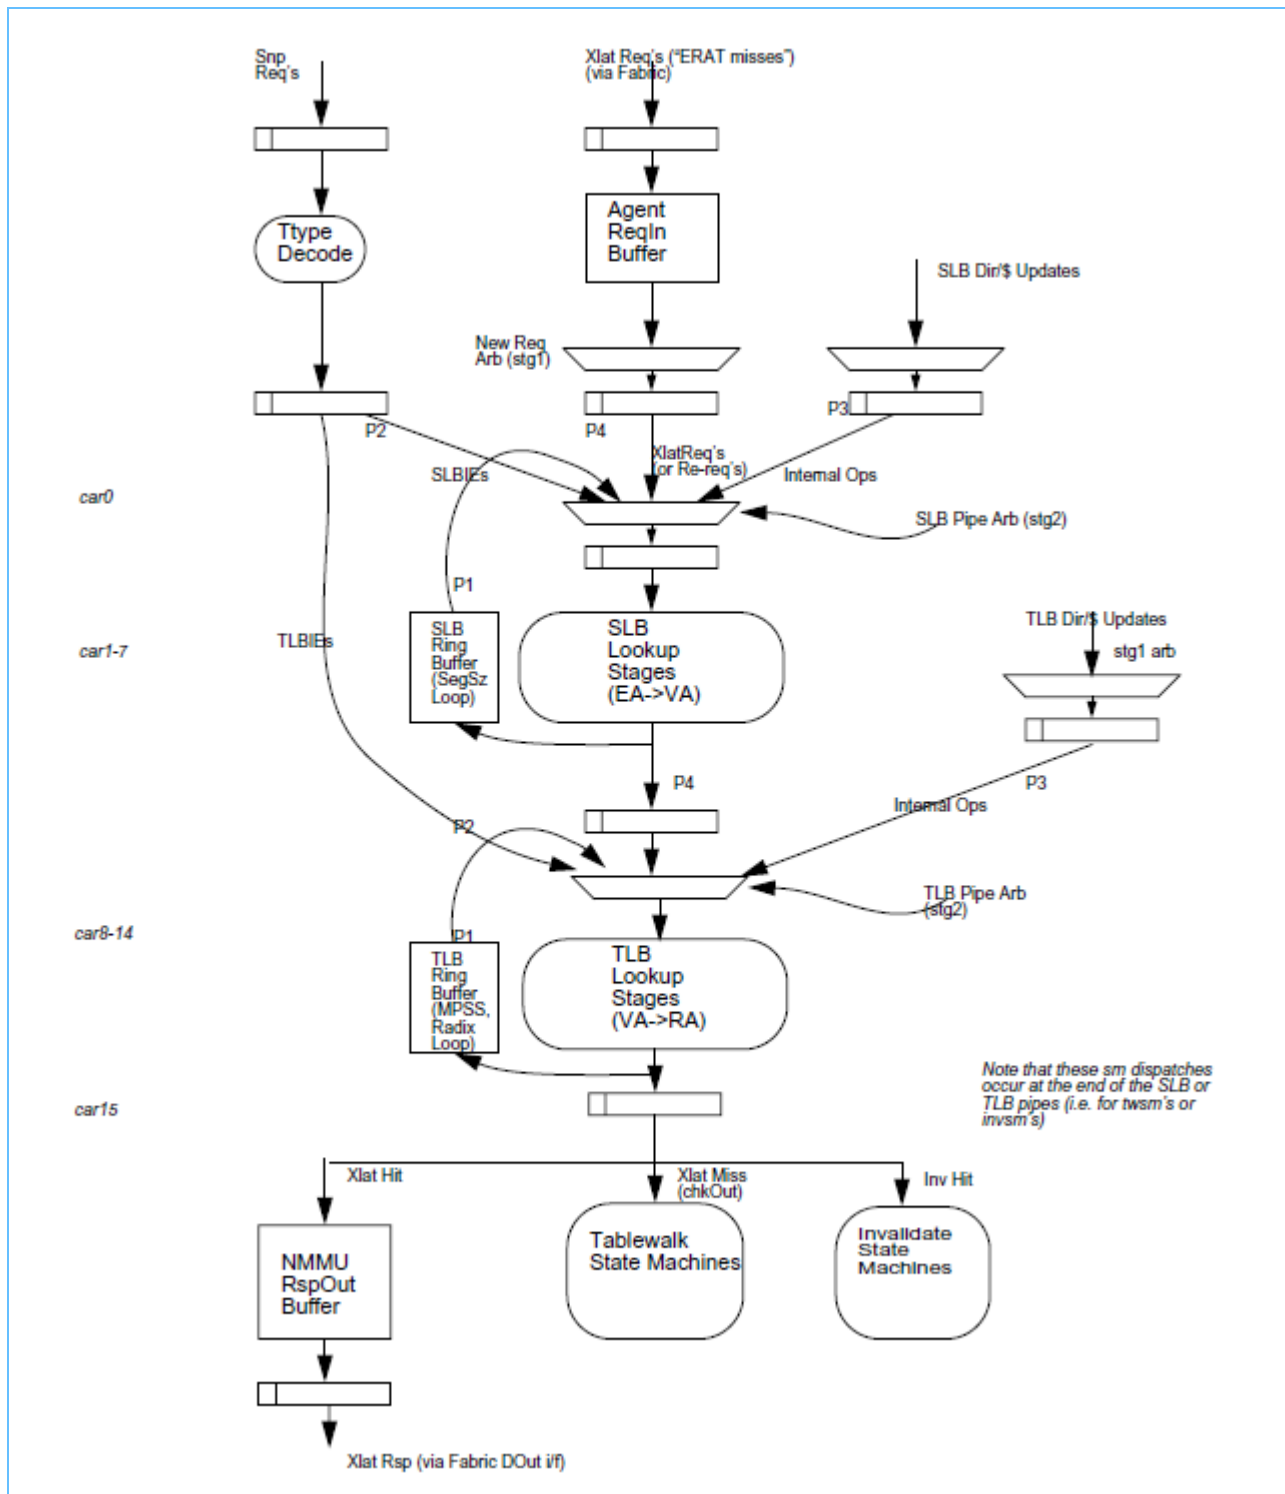 Snp
Req's
Xlat Req's ("ERAT misses")
(via Fabric)
Ttype
Decode
Agent
ReqIn
Buffer
SLB Dir/$ Updates
New Req
Arb (stg1)
P2
P4
P3
SLBIEs
XlatReq's
(or Re-req's)
Internal Ops
car0
SLB Pipe Arb (stg2)
P1
car1-7
TLBIEs
SLB
Ring
Buffer
(SegSz
Loop)
SLB
Lookup
Stages
(EA->VA)
TLB Dir/$ Updates
stg1 arb
P4
P3
Internal Ops
P2
TLB Pipe Arb
(stg2)
car8-14
P1
TLB
Ring
Buffer
(MPSS,
Radix
Loop)
TLB
Lookup
Stages
(VA->RA)
Note that these sm dispatches
occur at the end of the SLB or
TLB pipes (i.e. for twsm's or
invsm's)
car15
Xlat Hit
Xlat Miss
(chkOut)
Inv Hit
NMMU
RspOut
Buffer
Tablewalk
State Machines
Invalidate
State
Machines
Xlat Rsp (via Fabric DOut i/f)